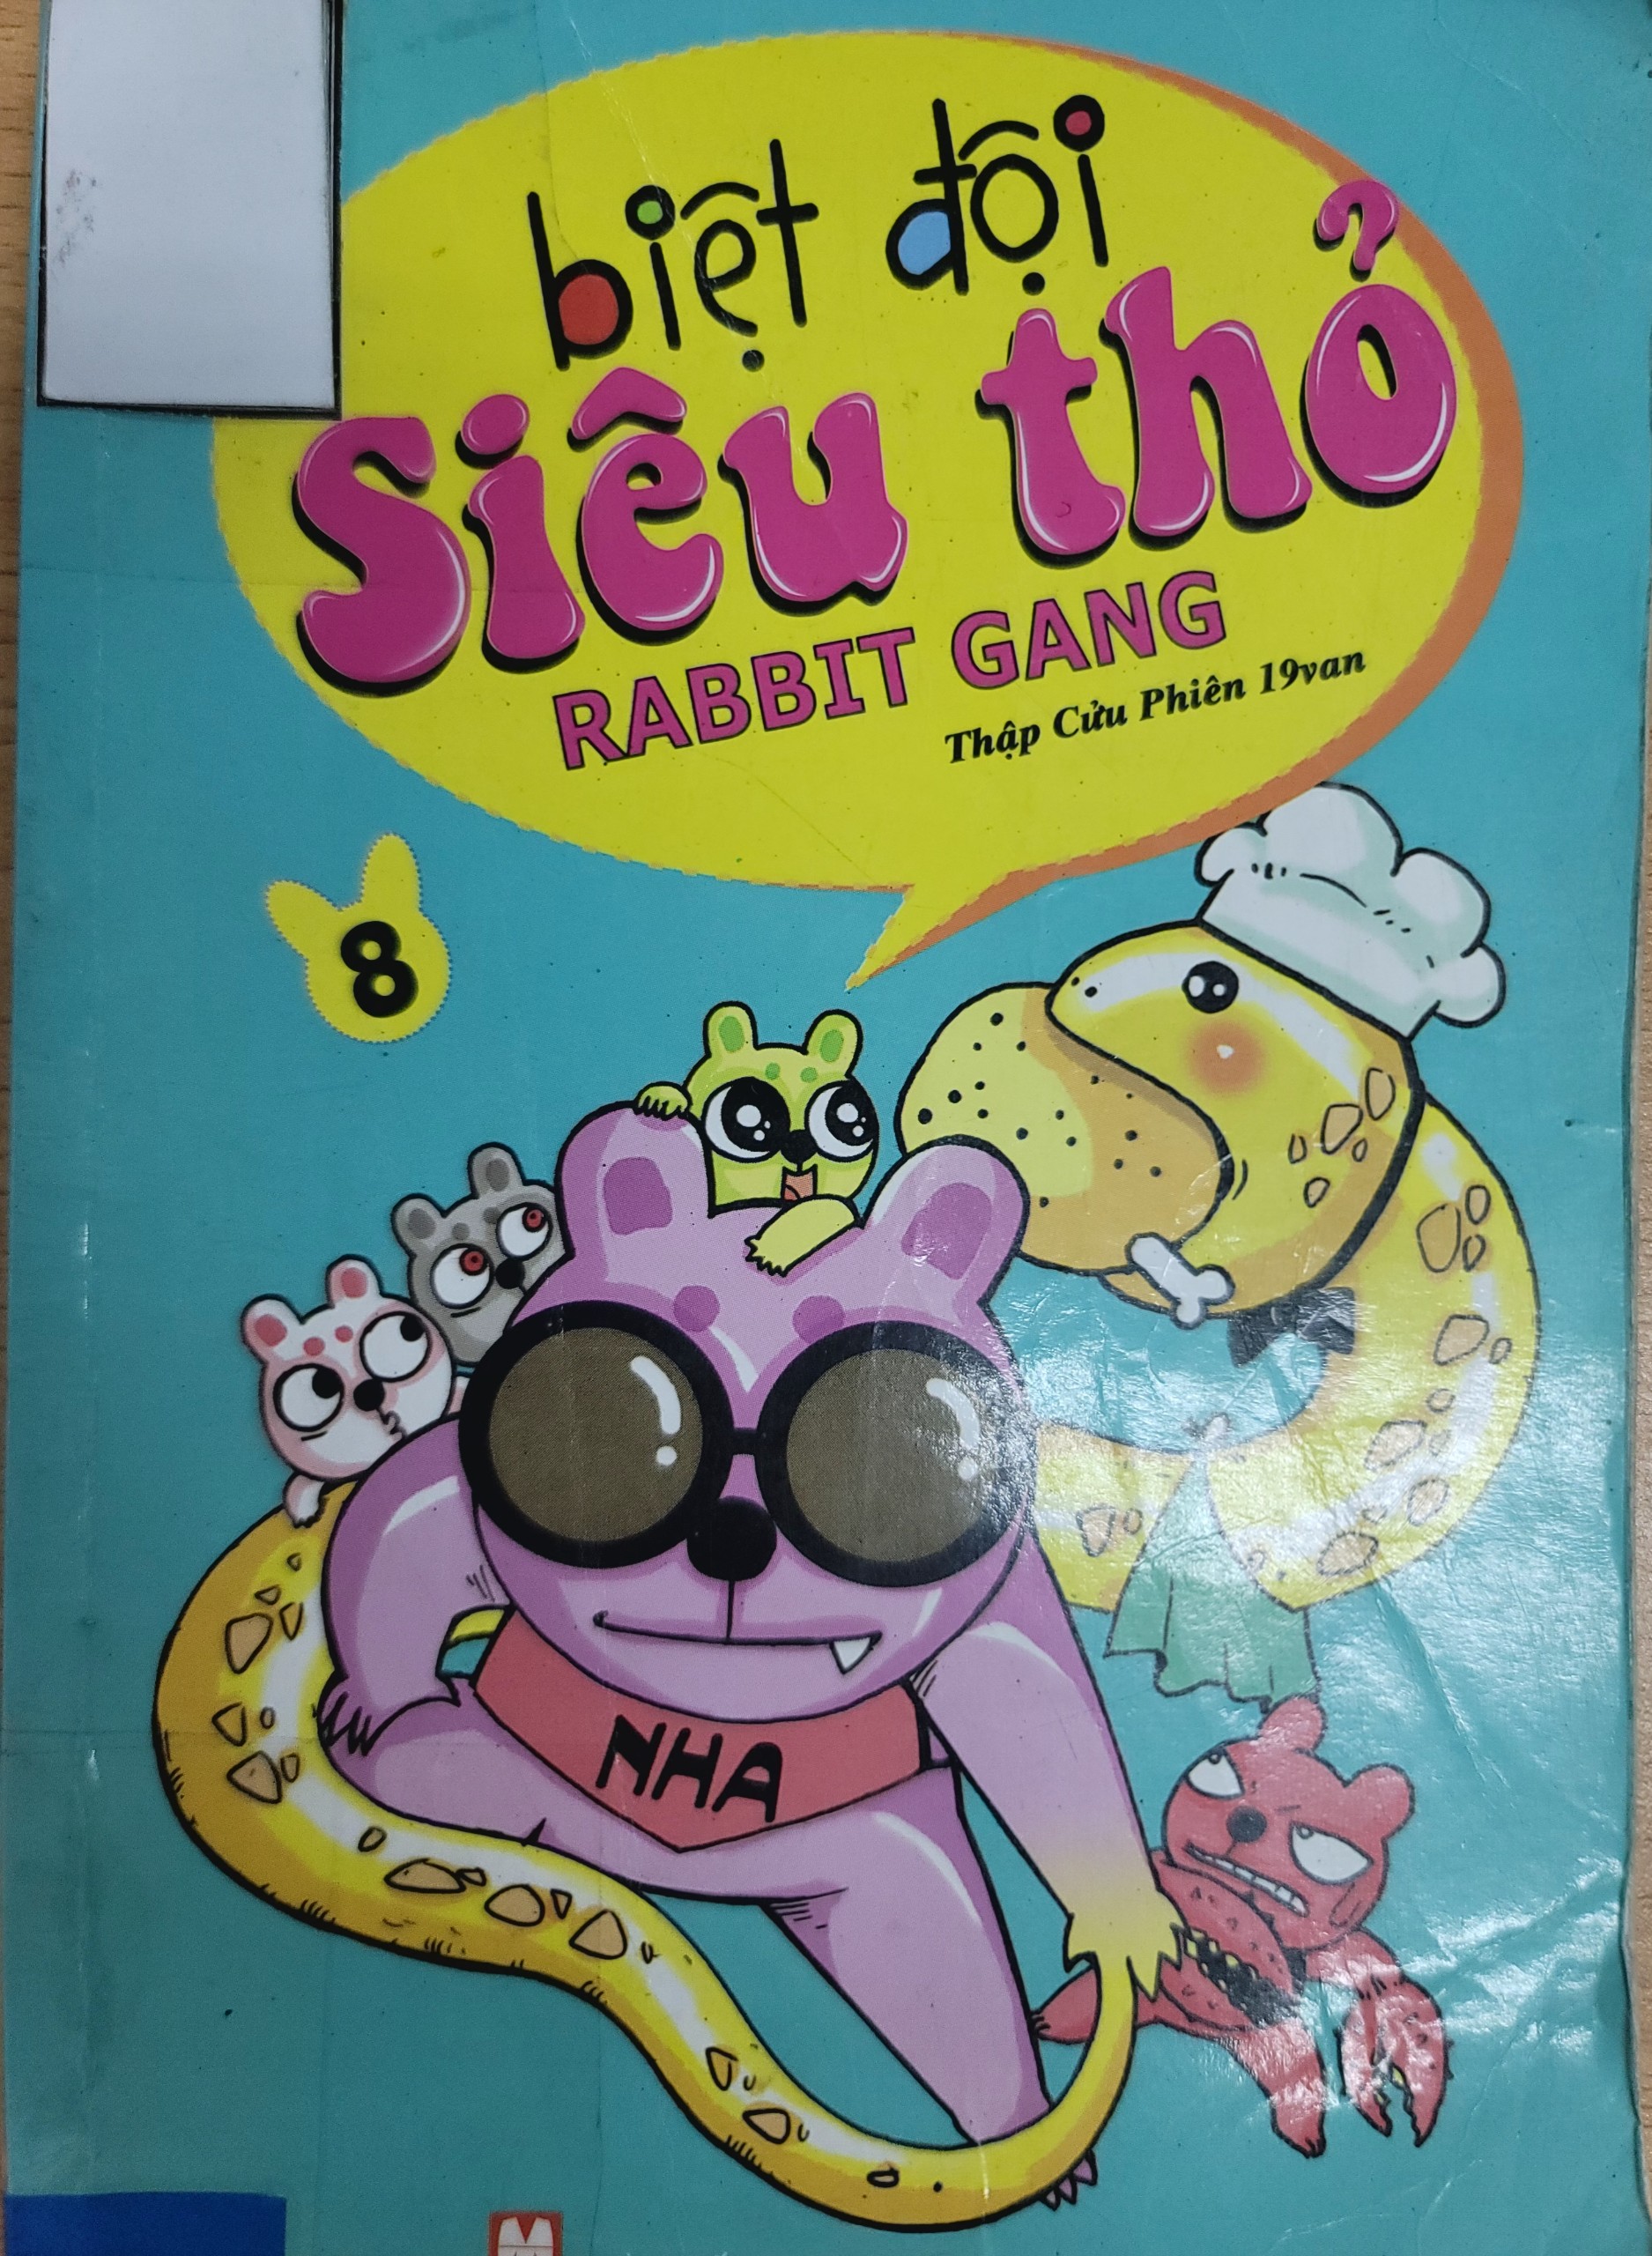 biệt đội
Siêu thỏ
RABBIT GANG
Thập Cửu Phiên 19van
8
NHA